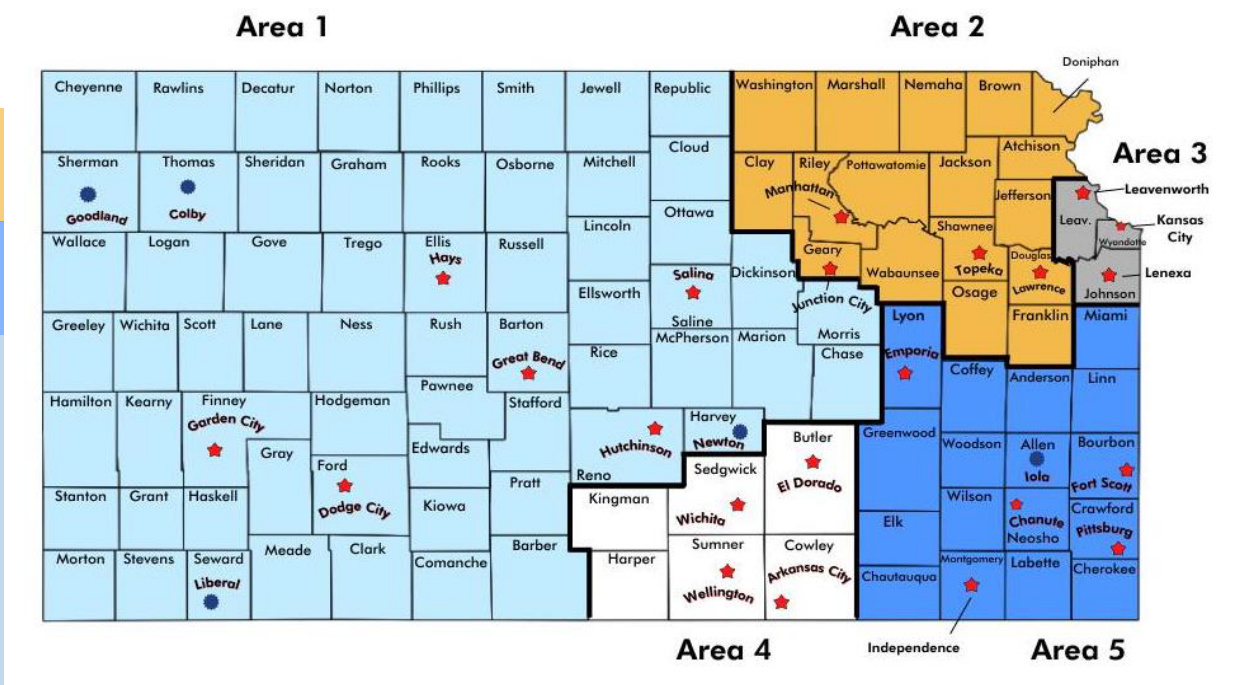 Area 1
Area 2
Doniphan
Cheyenne
Rawlins
Decatur
Norton
Phillips
Smith
Jewell
Republic
Washington
Marshall
Nemaha
Brown
Area 3
Sherman
Thomas
Sheridan
Graham
Rooks
Osborne
Mitchell
Cloud
Clay
Riley
Pottawatomie
Jackson
Atchison
Goodland
Colby
Manhattan
Jefferson
Leavenworth
Leav.
Kansas
City
Wyandotte
Wallace
Logan
Gove
Trego
Ellis
Hays
Russell
Lincoln
Ottawa
Shawnee
Topeka
Geary
Wabaunsee
Douglas
Lawrence
Lenexa
Johnson
Salina
Saline
Dickinson
Ellsworth
Junction City
Morris
Osage
Franklin
Miami
Greeley
Wichita
Scott
Lane
Ness
Rush
Barton
Great Bend
Rice
McPherson
Marion
Chase
Lyon
Emporia
Coffey
Anderson
Linn
Hamilton
Kearny
Finney
Garden City
Hodgeman
Pawnee
Stafford
Edwards
Gray
Ford
Dodge City
Hutchinson
Reno
Harvey
Newton
Butler
El Dorado
Greenwood
Woodson
Allen
Iola
Bourbon
Fort Scott
Stanton
Grant
Haskell
Kiowa
Pratt
Kingman
Sedgwick
Wichita
Elk
Wilson
Chanute
Neosho
Crawford
Pittsburg
Morton
Stevens
Seward
Liberal
Meade
Clark
Comanche
Barber
Harper
Sumner
Wellington
Cowley
Arkansas City
Chautauqua
Montgomery
Labette
Cherokee
Independence
Area 4
Area 5